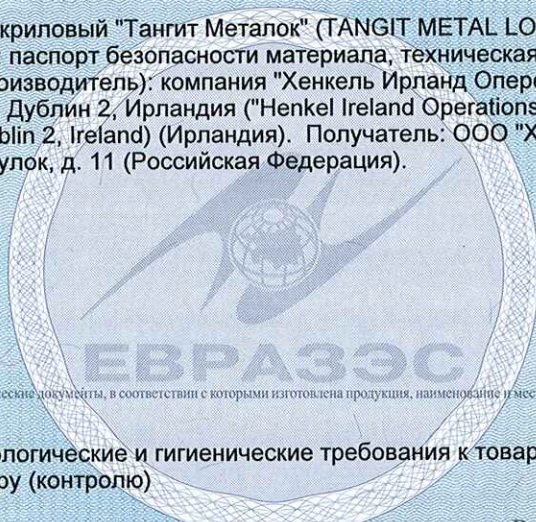 криловый "Тангит Металок" (TANGIT METAL LO
паспорт безопасности материала, техническая
оизводитель): компания "Хенкель Ирланд Опер
Дублин 2, Ирландия ("Henkel Ireland Operations
blin 2, Ireland) (Ирландия). Получатель: ООО "Х
улок, д. 11 (Российская Федерация).
ЕВРАЗЭС
еские документы, в соответствии с которыми изготовлена продукция, наименование и мес
ологические и гигиенические требования к товар
ру (контролю)